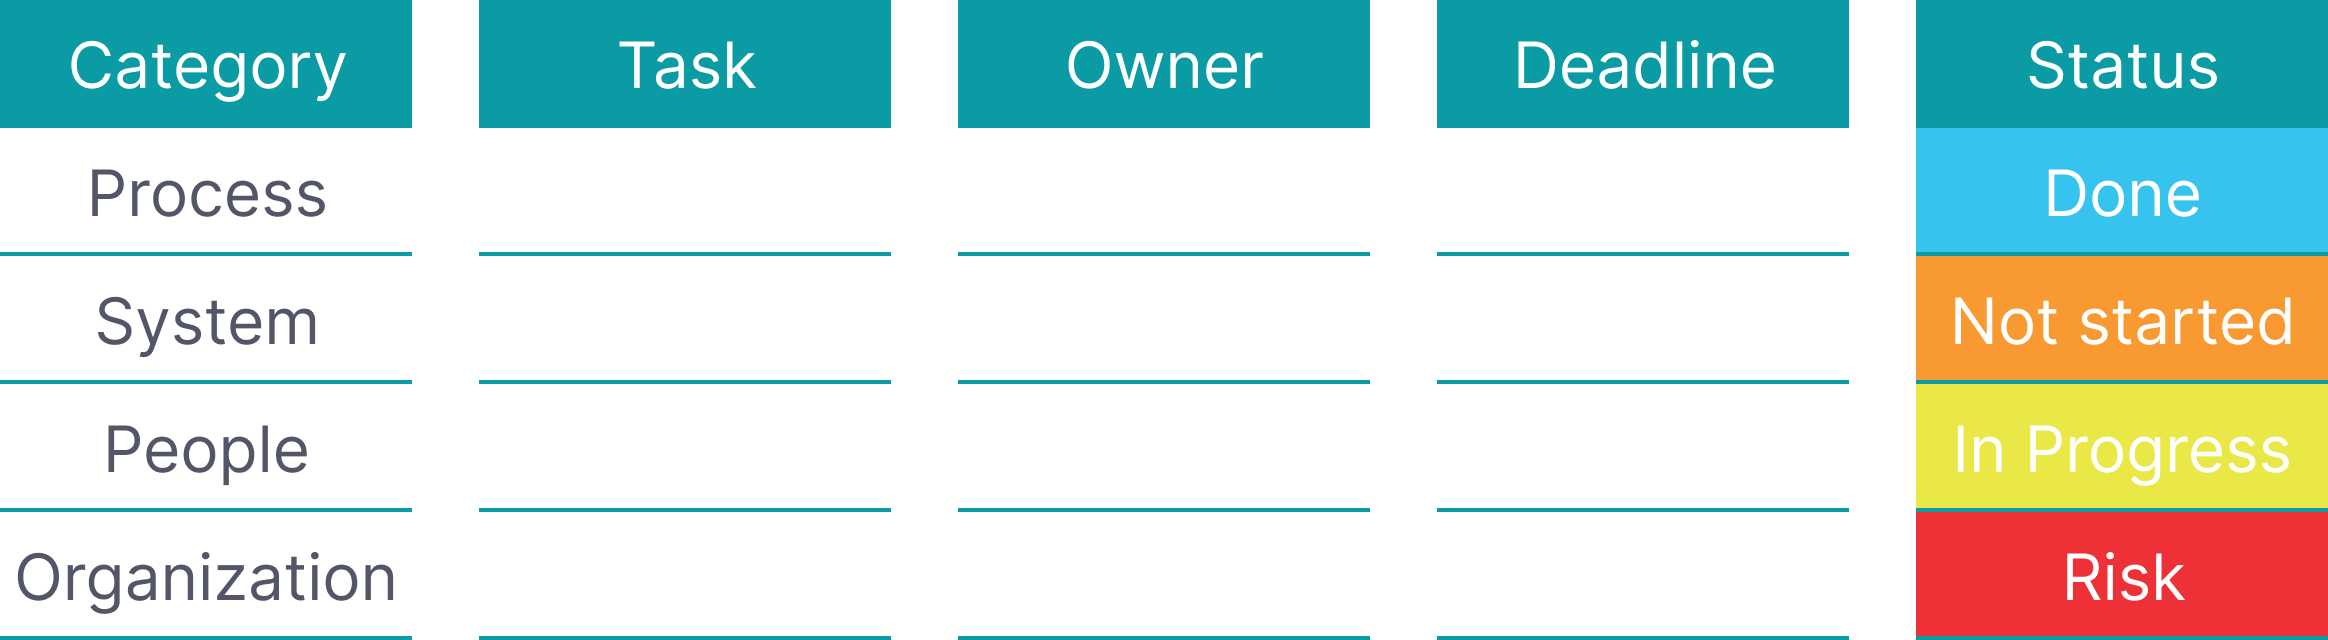 Category Task Owner Deadline Status
Process Done
System Not started
People In Progress
Organization Risk